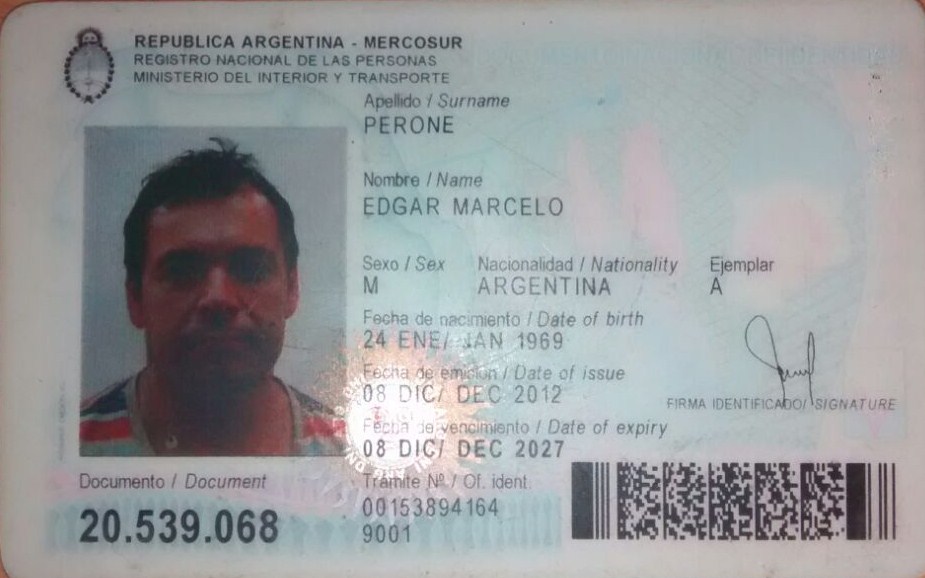 REPUBLICA ARGENTINA - MERCOSUR
REGISTRO NACIONAL DE LAS PERSONAS
MINISTERIO DEL INTERIOR Y TRANSPORTE
Apellido / Surname
PERONE
Nombre / Name
EDGAR MARCELO
Sexo / Sex Nacionalidad / Nationality Ejemplar
M ARGENTINA A
Fecha de nacimiento / Date of birth
24 ENE/ JAN 1969
Fecha de emisión / Date of issue
08 DIC/ DEC 2012
FIRMA IDENTIFICADO/ SIGNATURE
Fecha de vencimiento / Date of expiry
08 DIC/ DEC 2027
Documento / Document
20.539.068
Trámite Nº / Of. ident.
00153894164
9001